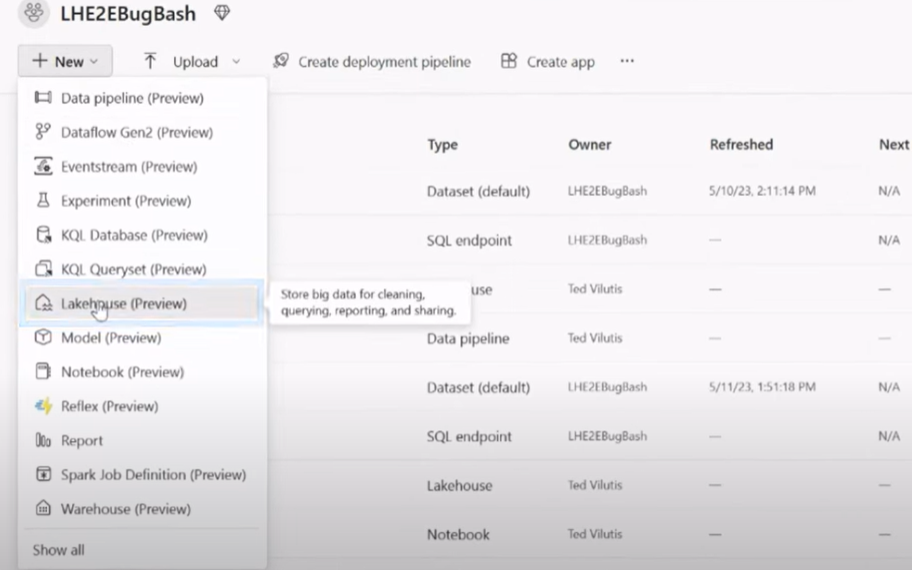 LHE2EBugBash
New
Upload
Create deployment pipeline
Create app
Data pipeline (Preview)
Dataflow Gen2 (Preview)
Eventstream (Preview)
Experiment (Preview)
KQL Database (Preview)
KQL Queryset (Preview)
Lakehouse (Preview)
Model (Preview)
Notebook (Preview)
Reflex (Preview)
Report
Spark Job Definition (Preview)
Warehouse (Preview)
Show all
Store big data for cleaning,
querying, reporting, and sharing.
Type Owner Refreshed Next
Dataset (default) LHE2EBugBash 5/10/23, 2:11:14 PM N/A
SQL endpoint LHE2EBugBash — N/A
use Ted Vilutis — —
Data pipeline Ted Vilutis — —
Dataset (default) LHE2EBugBash 5/11/23, 1:51:18 PM N/A
SQL endpoint LHE2EBugBash — N/A
Lakehouse Ted Vilutis — —
Notebook Ted Vilutis — —